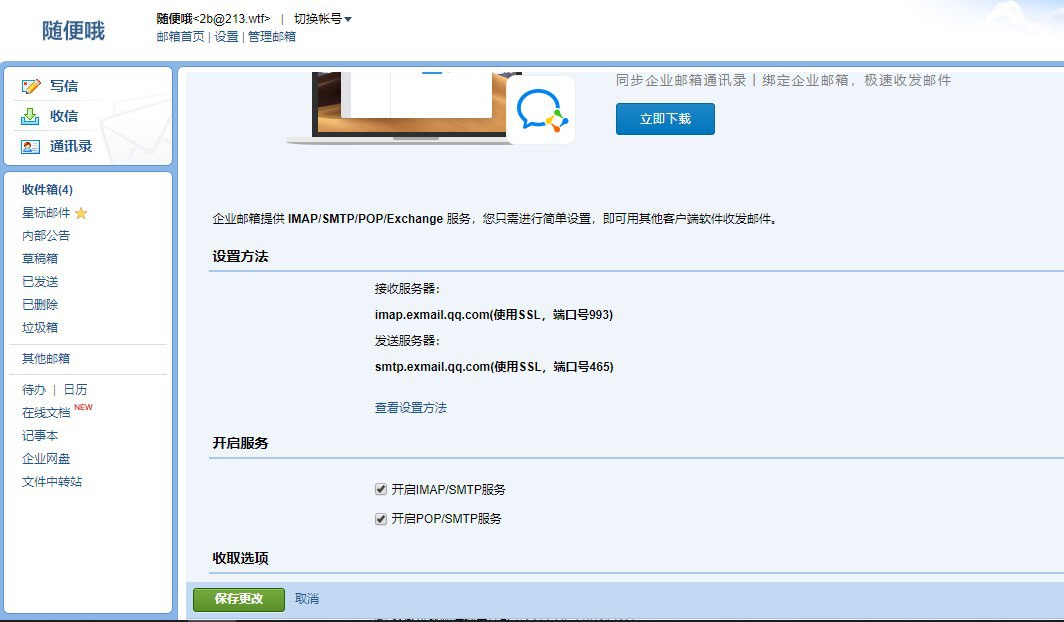 随便哦
随便哦<2b@213.wtf> | 切换帐号
邮箱首页 | 设置 | 管理邮箱
写信
收信
通讯录
收件箱(4)
星标邮件
内部公告
草稿箱
已发送
已删除
垃圾箱
其他邮箱
待办 | 日历
在线文档 NEW
记事本
企业网盘
文件中转站
同步企业邮箱通讯录丨绑定企业邮箱，极速收发邮件
立即下载
企业邮箱提供 IMAP/SMTP/POP/Exchange 服务，您只需进行简单设置，即可用其他客户端软件收发邮件。
设置方法
接收服务器：
imap.exmail.qq.com(使用SSL，端口号993)
发送服务器：
smtp.exmail.qq.com(使用SSL，端口号465)
查看设置方法
开启服务
开启IMAP/SMTP服务
开启POP/SMTP服务
收取选项
保存更改 取消